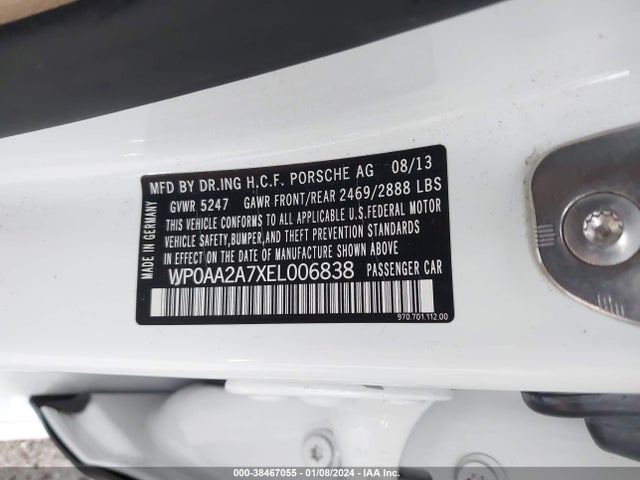 MFD BY DR.ING H.C.F. PORSCHE AG 08/13
GVWR 5247 GAWR FRONT/REAR 2469/2888 LBS
THIS VEHICLE CONFORMS TO ALL APPLICABLE U.S.FEDERAL MOTOR
VEHICLE SAFETY,BUMPER,AND THEFT PREVENTION STANDARDS
IN EFFECT ON THE DATE OF MANUFACTURE SHOWN ABOVE
WP0AA2A7XEL006838 PASSENGER CAR
MADE IN GERMANY
970.701.112.00
000-38467055 - 01/08/2024 - IAA Inc.